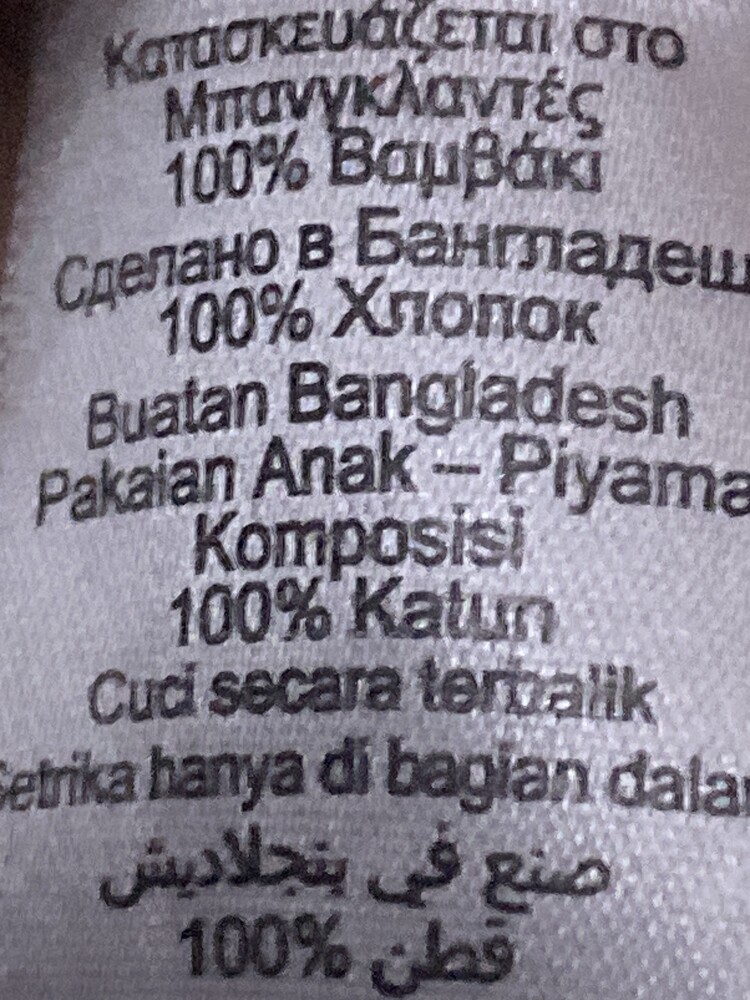 Κατασκευάζεται στο
Μπανγκλαντές
100% Βαμβάκι
Сделано в Бангладеш
100% Хлопок
Buatan Bangladesh
Pakaian Anak – Piyama
Komposisi
100% Katun
Cuci secara terbalik
Setrika hanya di bagian dalam
صنع في بنجلاديش
100% قطن